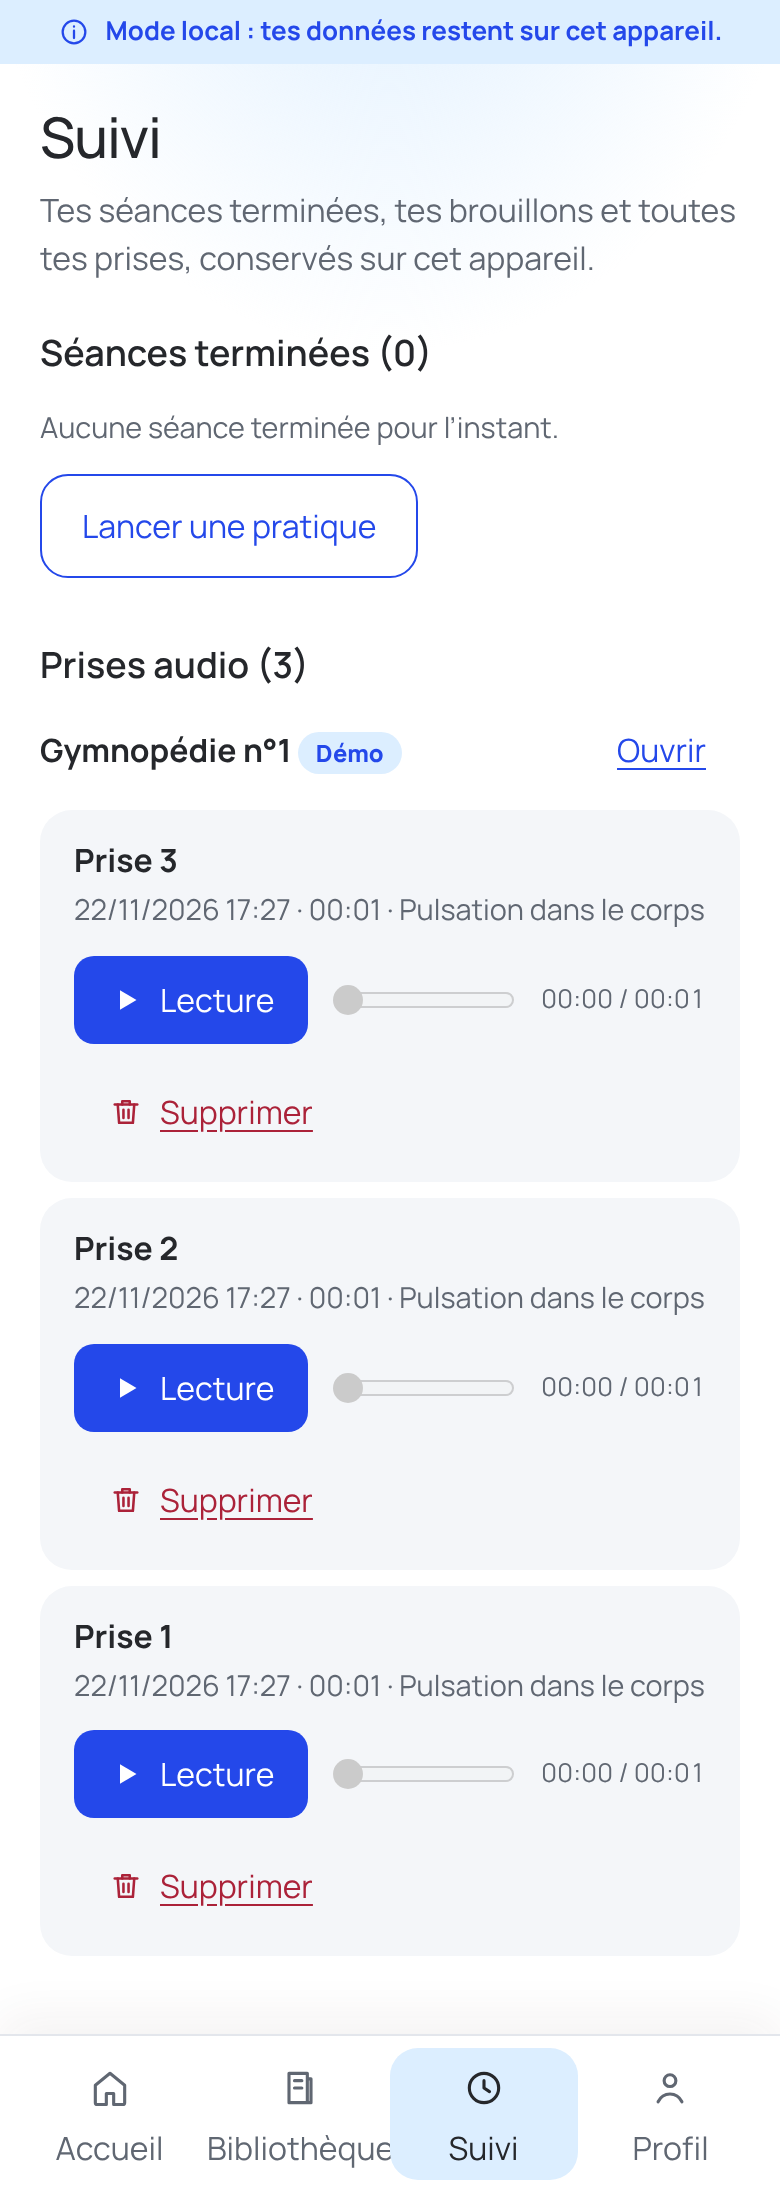 Mode local : tes données restent sur cet appareil.
Suivi
Tes séances terminées, tes brouillons et toutes
tes prises, conservés sur cet appareil.
Séances terminées (0)
Aucune séance terminée pour l’instant.
Lancer une pratique
Prises audio (3)
Gymnopédie n°1 Démo Ouvrir
Prise 3
22/11/2026 17:27 · 00:01 · Pulsation dans le corps
Lecture 00:00 / 00:01
Supprimer
Prise 2
22/11/2026 17:27 · 00:01 · Pulsation dans le corps
Lecture 00:00 / 00:01
Supprimer
Prise 1
22/11/2026 17:27 · 00:01 · Pulsation dans le corps
Lecture 00:00 / 00:01
Supprimer
Accueil Bibliothèque Suivi Profil